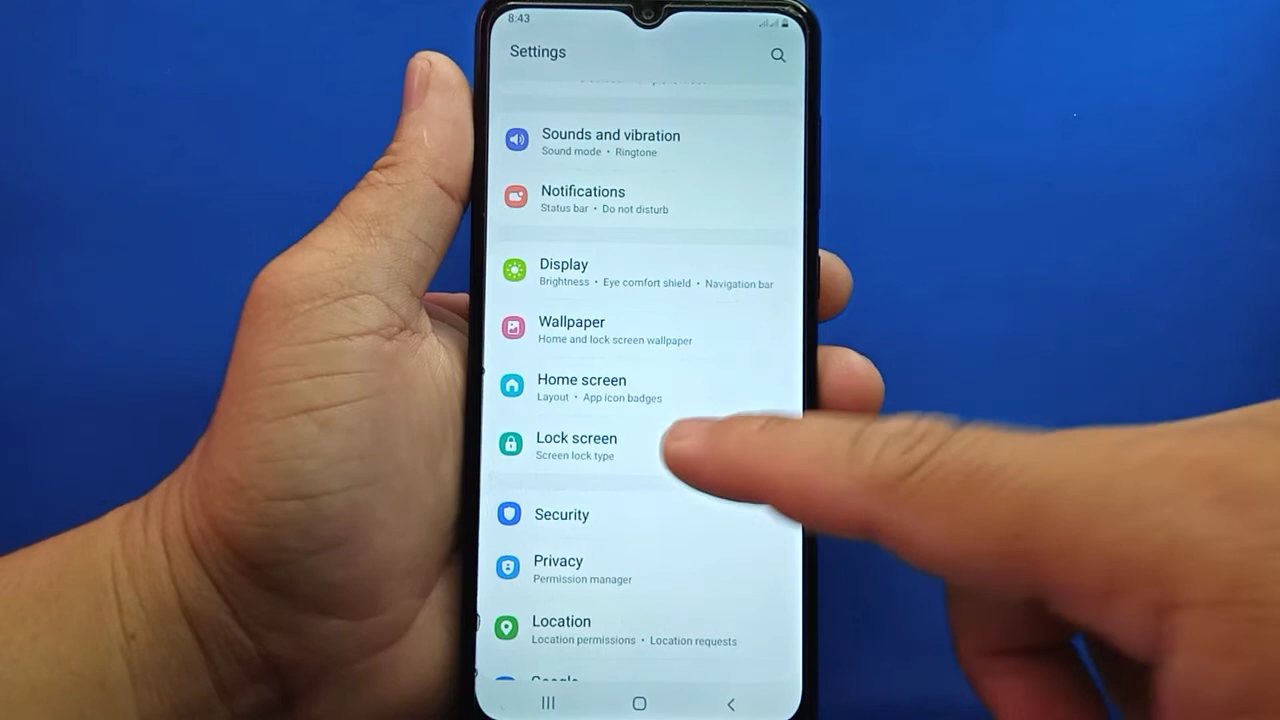 8:43
Settings
Sounds and vibration
Sound mode • Ringtone
Notifications
Status bar • Do not disturb
Display
Brightness • Eye comfort shield • Navigation bar
Wallpaper
Home and lock screen wallpaper
Home screen
Layout • App icon badges
Lock screen
Screen lock type
Security
Privacy
Permission manager
Location
Location permissions • Location requests